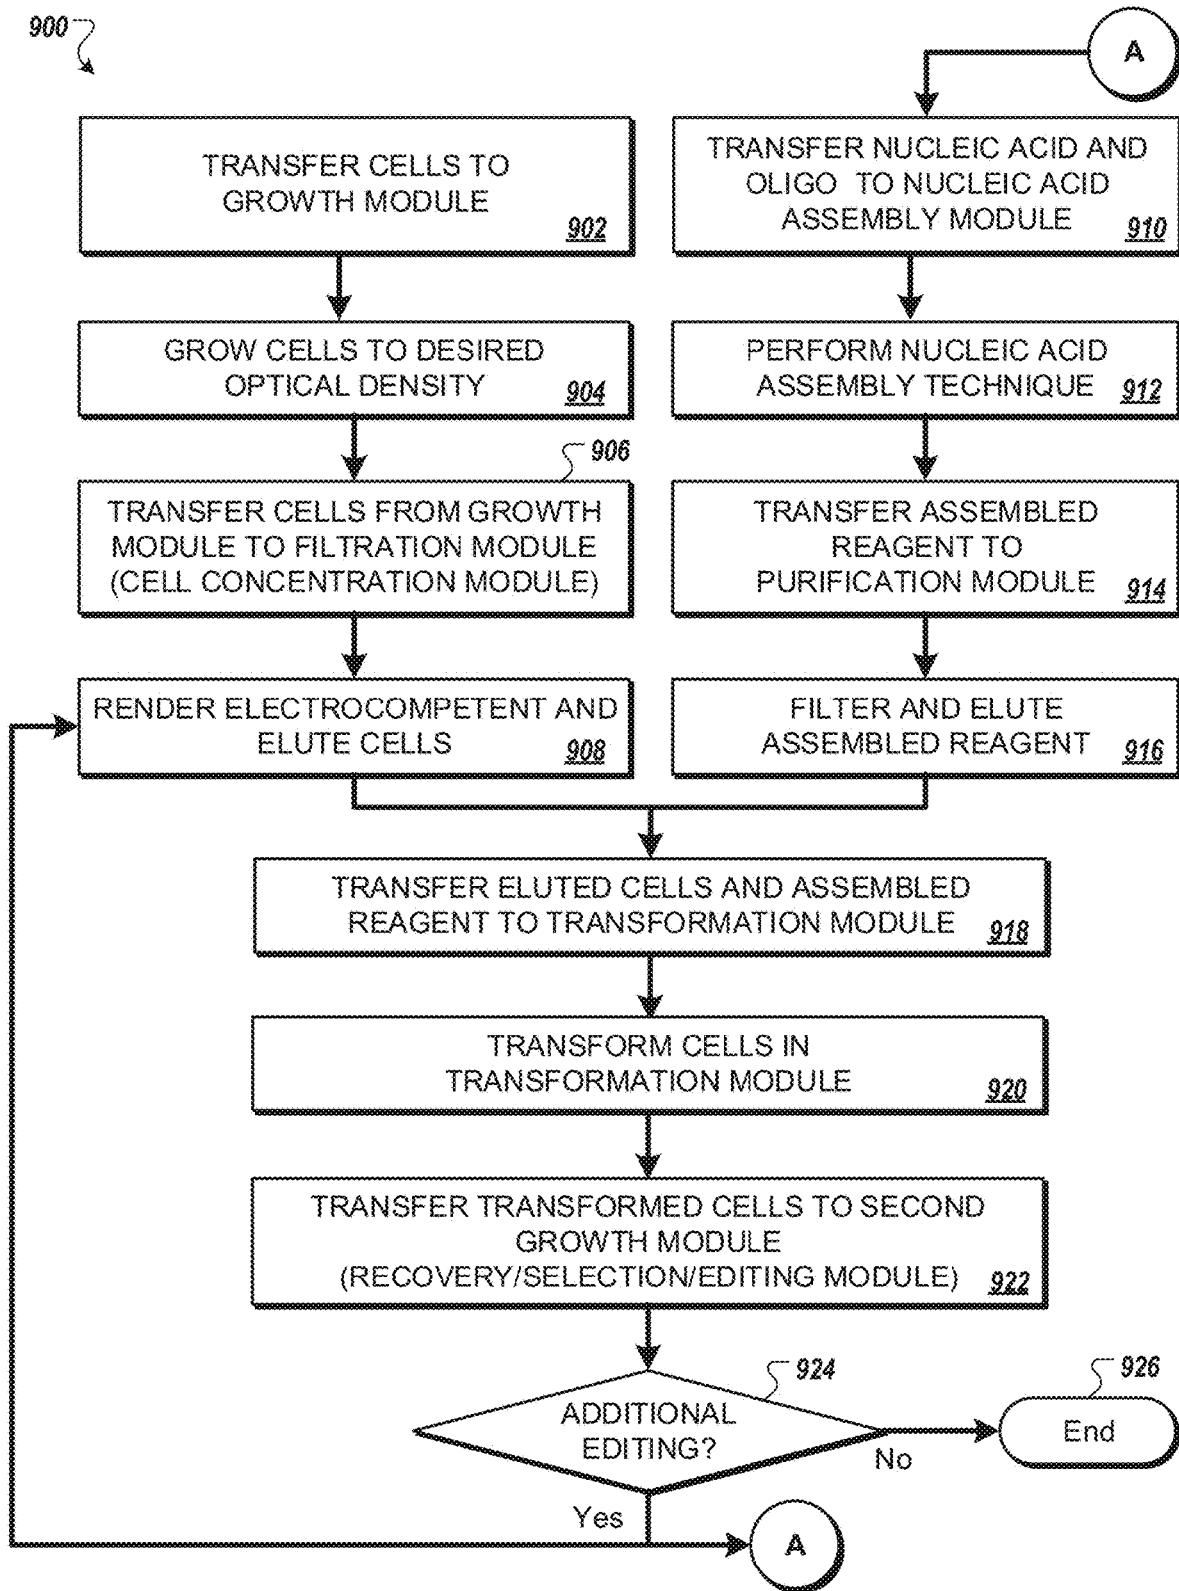 900
A
TRANSFER CELLS TO
GROWTH MODULE
902
GROW CELLS TO DESIRED
OPTICAL DENSITY
904
906
TRANSFER CELLS FROM GROWTH
MODULE TO FILTRATION MODULE
(CELL CONCENTRATION MODULE)
RENDER ELECTROCOMPETENT AND
ELUTE CELLS
908
TRANSFER NUCLEIC ACID AND
OLIGO TO NUCLEIC ACID
ASSEMBLY MODULE
910
PERFORM NUCLEIC ACID
ASSEMBLY TECHNIQUE
912
TRANSFER ASSEMBLED
REAGENT TO
PURIFICATION MODULE
914
FILTER AND ELUTE
ASSEMBLED REAGENT
916
TRANSFER ELUTED CELLS AND ASSEMBLED
REAGENT TO TRANSFORMATION MODULE
918
TRANSFORM CELLS IN
TRANSFORMATION MODULE
920
TRANSFER TRANSFORMED CELLS TO SECOND
GROWTH MODULE
(RECOVERY/SELECTION/EDITING MODULE)
922
924
ADDITIONAL
EDITING?
No
926
End
Yes
A